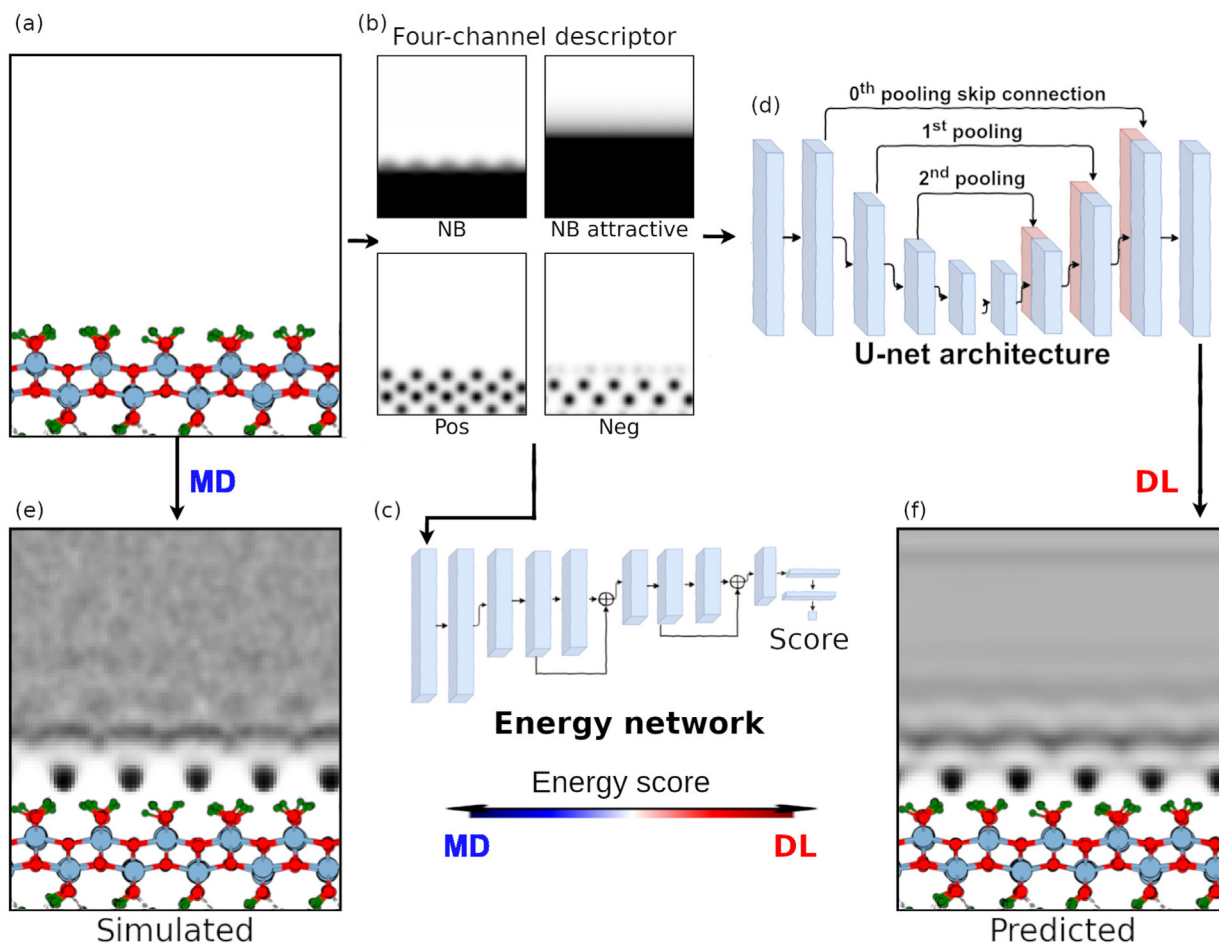 (a)
(b)
Four-channel descriptor
NB
NB attractive
Pos
Neg
(d)
0th pooling skip connection
1st pooling
2nd pooling
U-net architecture
MD
DL
(e)
(c)
Score
Energy network
Energy score
MD
DL
(f)
Simulated
Predicted